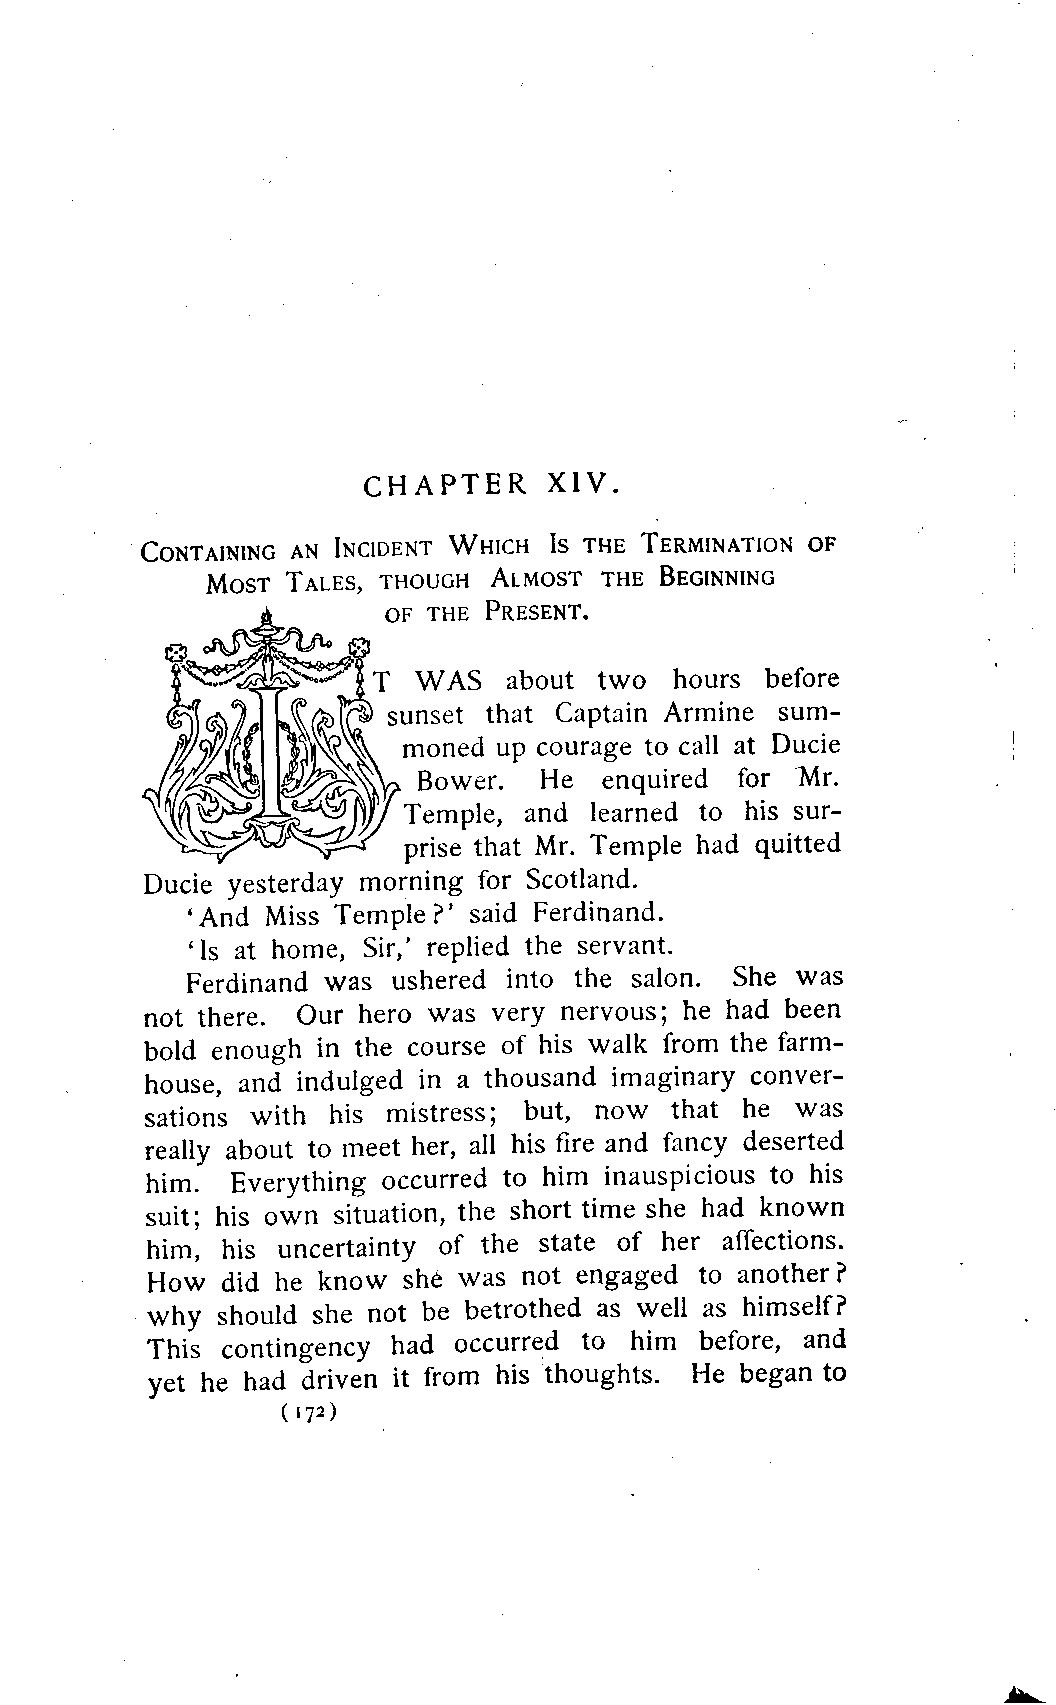 CHAPTER XIV.
CONTAINING AN INCIDENT WHICH IS THE TERMINATION OF
MOST TALES, THOUGH ALMOST THE BEGINNING
OF THE PRESENT.
IT WAS about two hours before
sunset that Captain Armine sum-
moned up courage to call at Ducie
Bower. He enquired for Mr.
Temple, and learned to his sur-
prise that Mr. Temple had quitted
Ducie yesterday morning for Scotland.
‘And Miss Temple?’ said Ferdinand.
‘Is at home, Sir,’ replied the servant.
Ferdinand was ushered into the salon. She was
not there. Our hero was very nervous; he had been
bold enough in the course of his walk from the farm-
house, and indulged in a thousand imaginary conver-
sations with his mistress; but, now that he was
really about to meet her, all his fire and fancy deserted
him. Everything occurred to him inauspicious to his
suit; his own situation, the short time she had known
him, his uncertainty of the state of her affections.
How did he know she was not engaged to another?
why should she not be betrothed as well as himself?
This contingency had occurred to him before, and
yet he had driven it from his thoughts. He began to
(172)